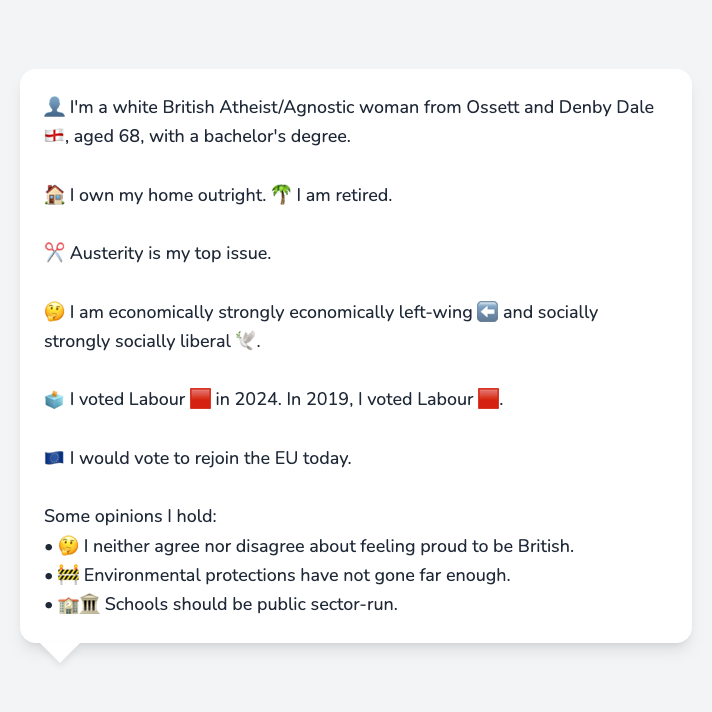 👤 I'm a white British Atheist/Agnostic woman from Ossett and Denby Dale
🏴󠁧󠁢󠁥󠁮󠁧󠁿, aged 68, with a bachelor's degree.
🏠 I own my home outright. 🌴 I am retired.
✂️ Austerity is my top issue.
🤔 I am economically strongly economically left-wing ⬅️ and socially
strongly socially liberal 🕊️.
🗳️ I voted Labour 🟥 in 2024. In 2019, I voted Labour 🟥.
🇪🇺 I would vote to rejoin the EU today.
Some opinions I hold:
• 🤔 I neither agree nor disagree about feeling proud to be British.
• 🚧 Environmental protections have not gone far enough.
• 🏫🏛️ Schools should be public sector-run.